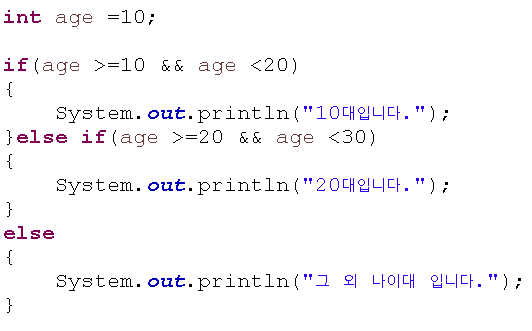 int age =10;
if(age >=10 && age <20)
{
System.out.println("10대입니다.");
}else if(age >=20 && age <30)
{
System.out.println("20대입니다.");
}
else
{
System.out.println("그 외 나이대 입니다.");
}